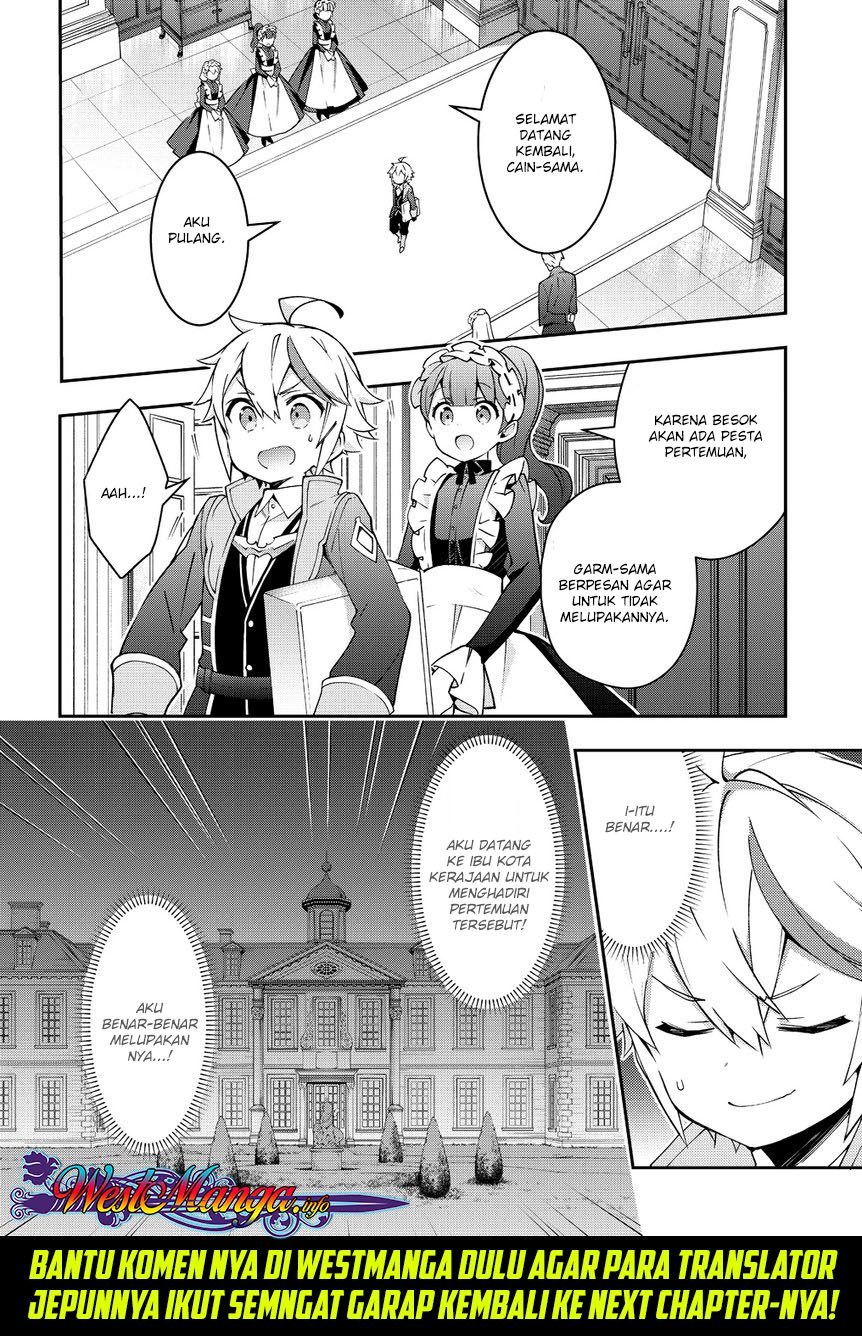 SELAMAT
DATANG
KEMBALI,
CAIN-SAMA.
AKU
PULANG.
KARENA BESOK
AKAN ADA PESTA
PERTEMUAN,
GARM-SAMA
BERPESAN AGAR
UNTUK TIDAK
MELUPAKANNYA.
AAH...!
I-ITU
BENAR....!
AKU DATANG
KE IBU KOTA
KERAJAAN UNTUK
MENGHADIRI
PERTEMUAN
TERSEBUT!
AKU
BENAR-BENAR
MELUPAKAN
NYA...!
WestManga.info
BANTU KOMEN NYA DI WESTMANGA DULU AGAR PARA TRANSLATOR
JEPUNNYA IKUT SEMNGAT GARAP KEMBALI KE NEXT CHAPTER-NYA!